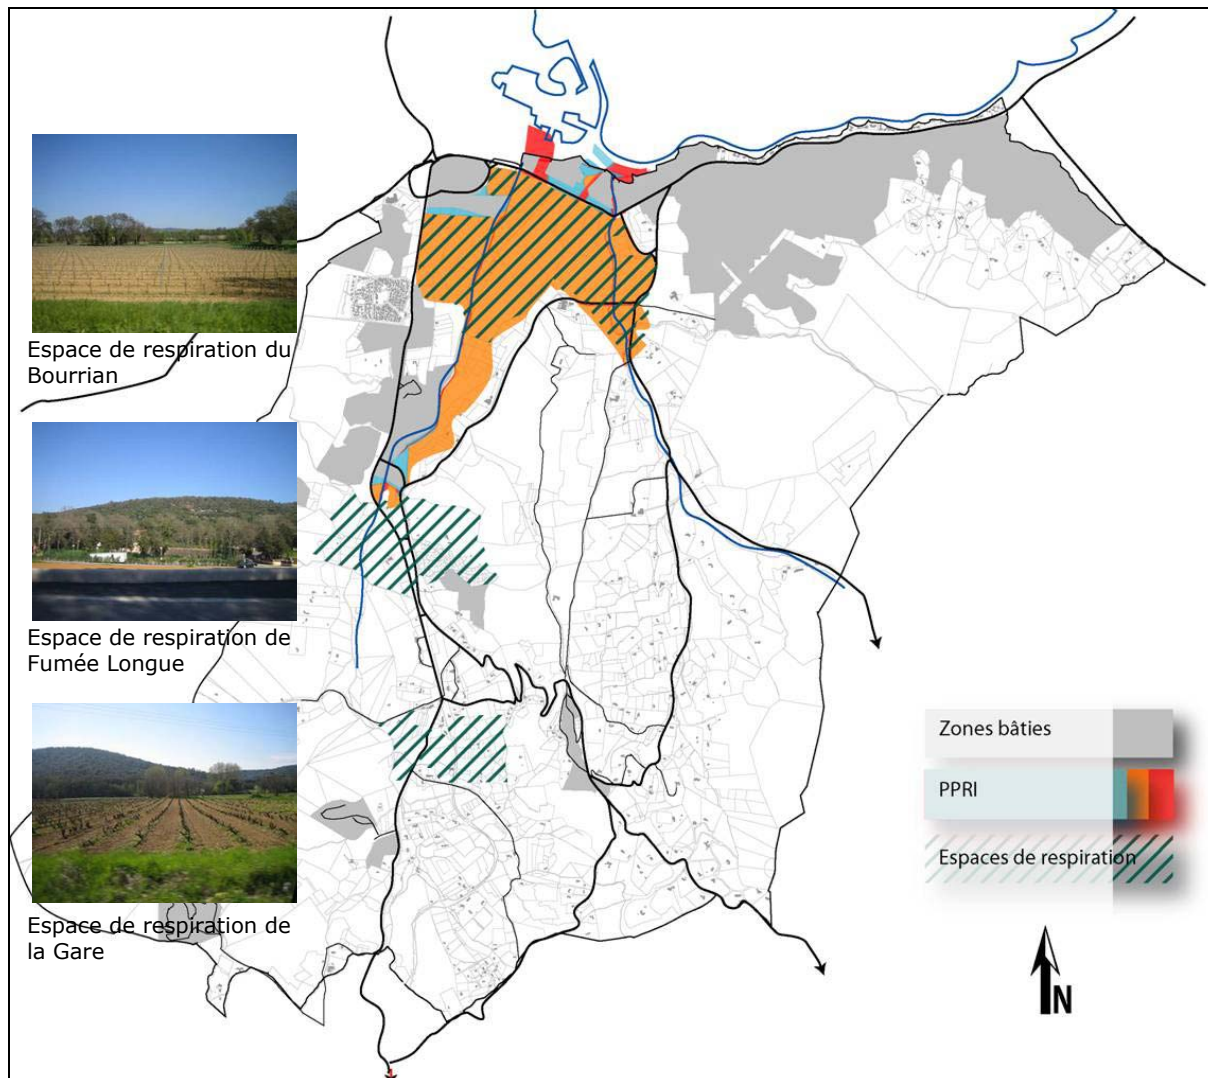 Espace de respiration du
Bourrian
Espace de respiration de
Fumée Longue
Espace de respiration de
la Gare
Zones bâties
PPRI
Espaces de respiration
N